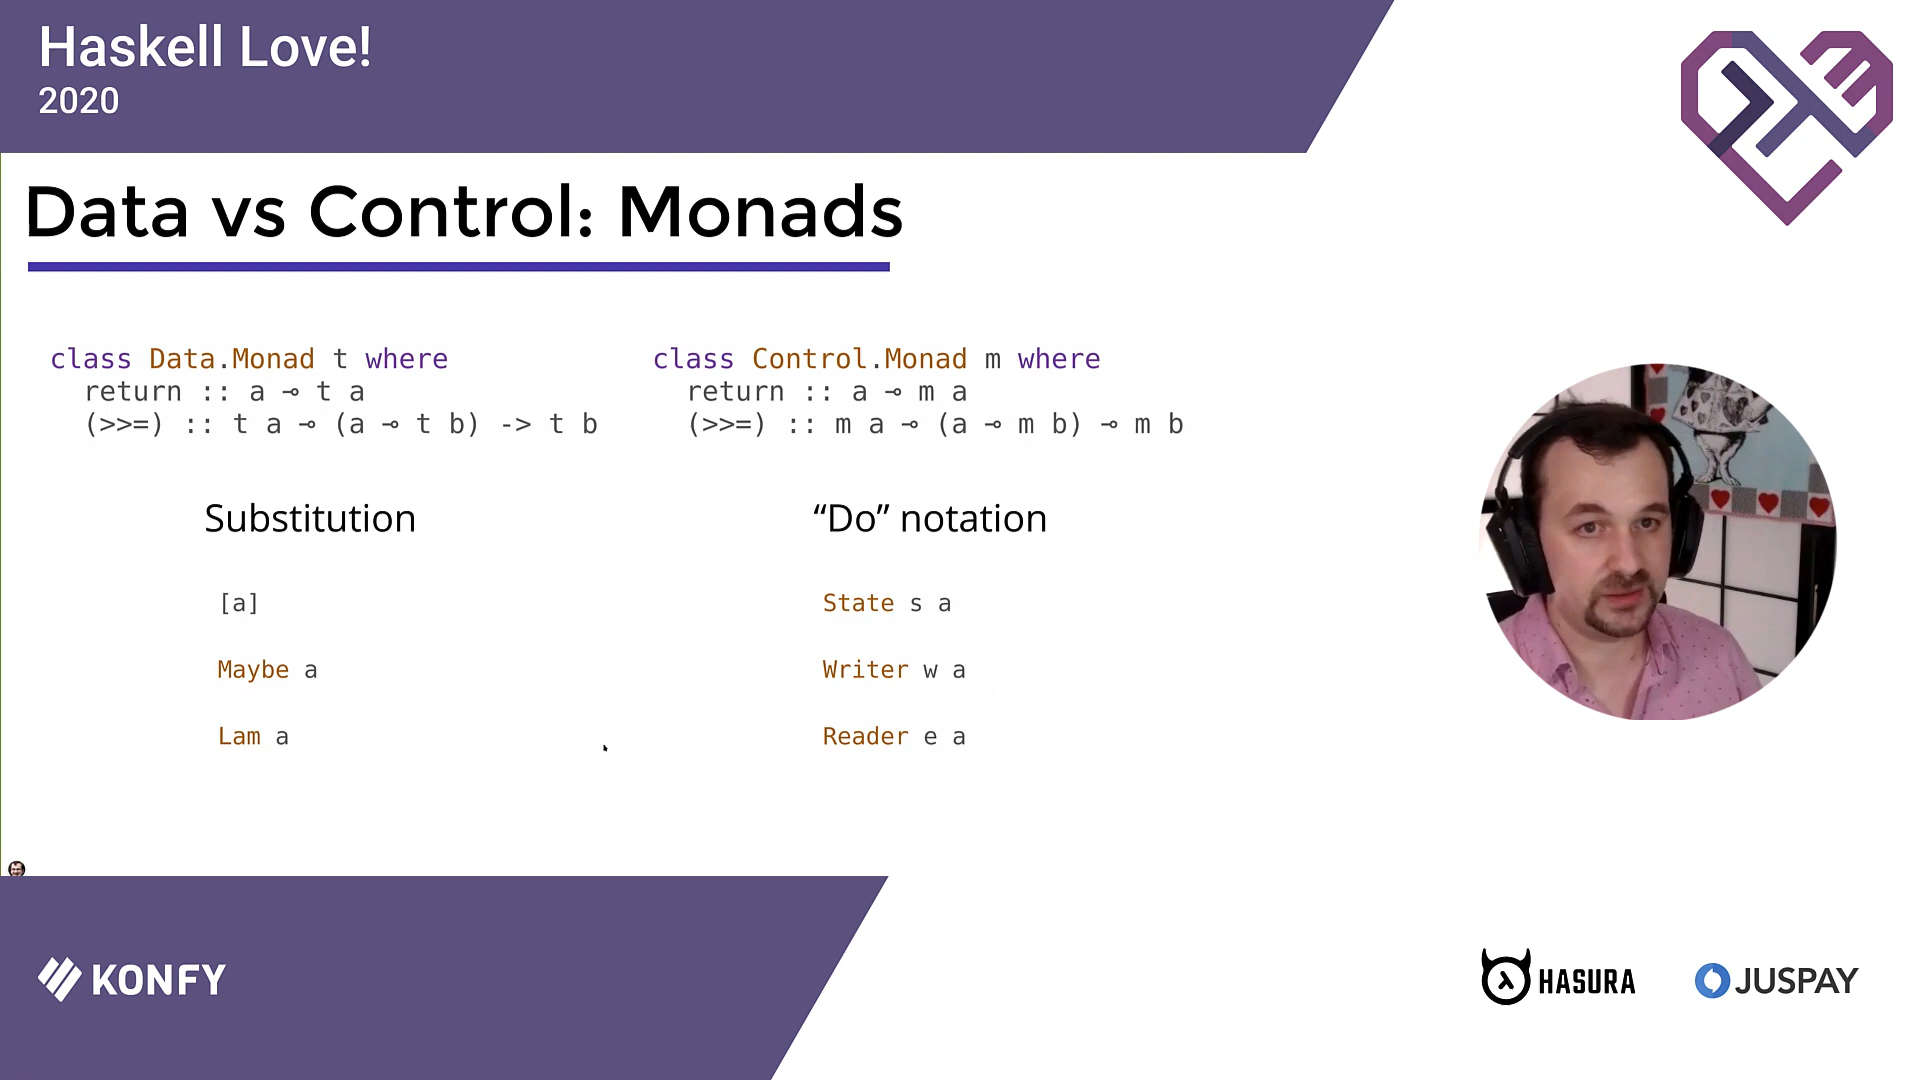 Haskell Love!
2020
Data vs Control: Monads
class Data.Monad t where
  return :: a ⊸ t a
  (>>=) :: t a ⊸ (a ⊸ t b) -> t b
class Control.Monad m where
  return :: a ⊸ m a
  (>>=) :: m a ⊸ (a ⊸ m b) ⊸ m b
Substitution
[a]
Maybe a
Lam a
“Do” notation
State s a
Writer w a
Reader e a
KONFY
HASURA
JUSPAY